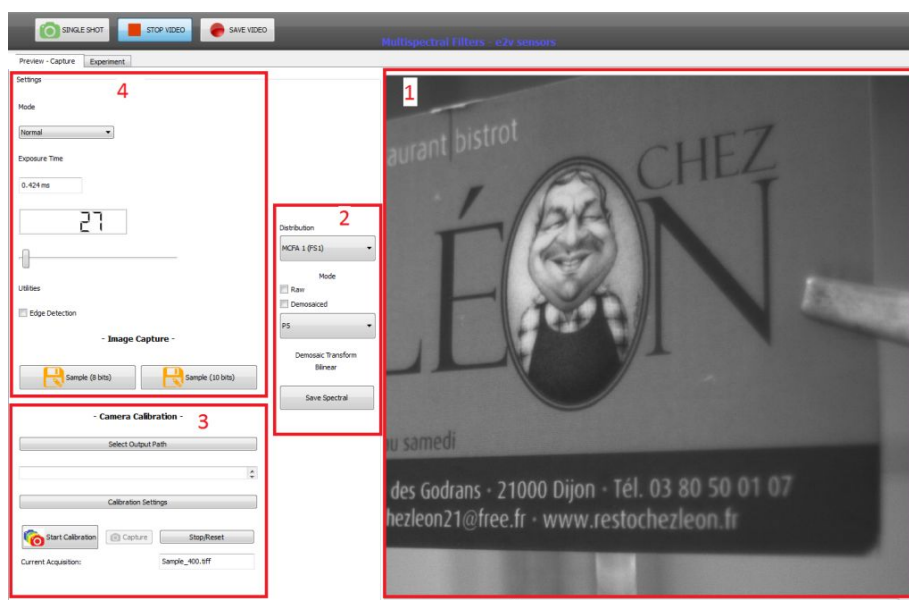 SINGLE SHOT
STOP VIDEO
SAVE VIDEO
Multispectral Filters - e2v sensors
Preview - Capture
Experiment
Settings
4
Mode
Normal
Exposure Time
0.424 ms
27
Utilities
Edge Detection
- Image Capture -
Sample (8 bits)
Sample (10 bits)
- Camera Calibration -
3
Select Output Path
Calibration Settings
Start Calibration
Capture
Stop/Reset
Current Acquisition:
Sample_400.tiff
2
Distribution
MCFA 1 (FS1)
Mode
Raw
Demosaiced
P5
Demosaic Transform
Bilinear
Save Spectral
1
aurant bistrot
CHEZ
LÉON
u samedi
des Godrans · 21000 Dijon · Tél. 03 80 50 01 07
hezleon21@free.fr · www.restochezleon.fr